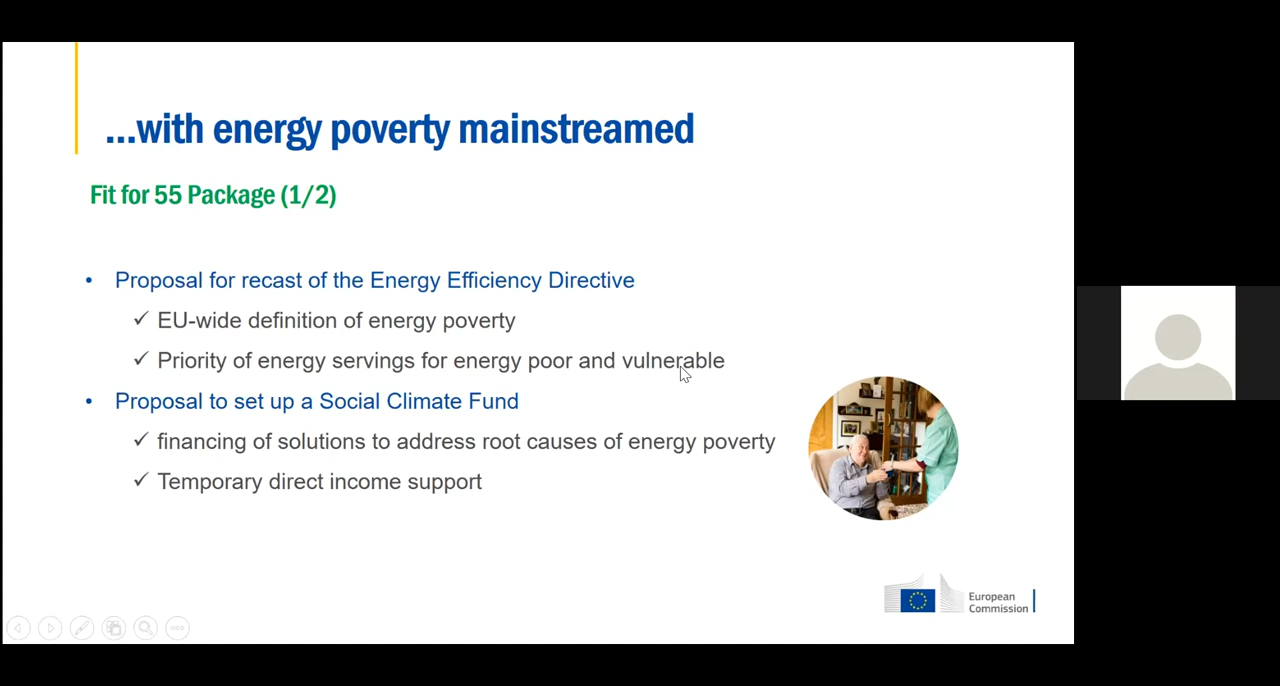 ...with energy poverty mainstreamed
Fit for 55 Package (1/2)
• Proposal for recast of the Energy Efficiency Directive
✓ EU-wide definition of energy poverty
✓ Priority of energy servings for energy poor and vulnerable
• Proposal to set up a Social Climate Fund
✓ financing of solutions to address root causes of energy poverty
✓ Temporary direct income support
European
Commission